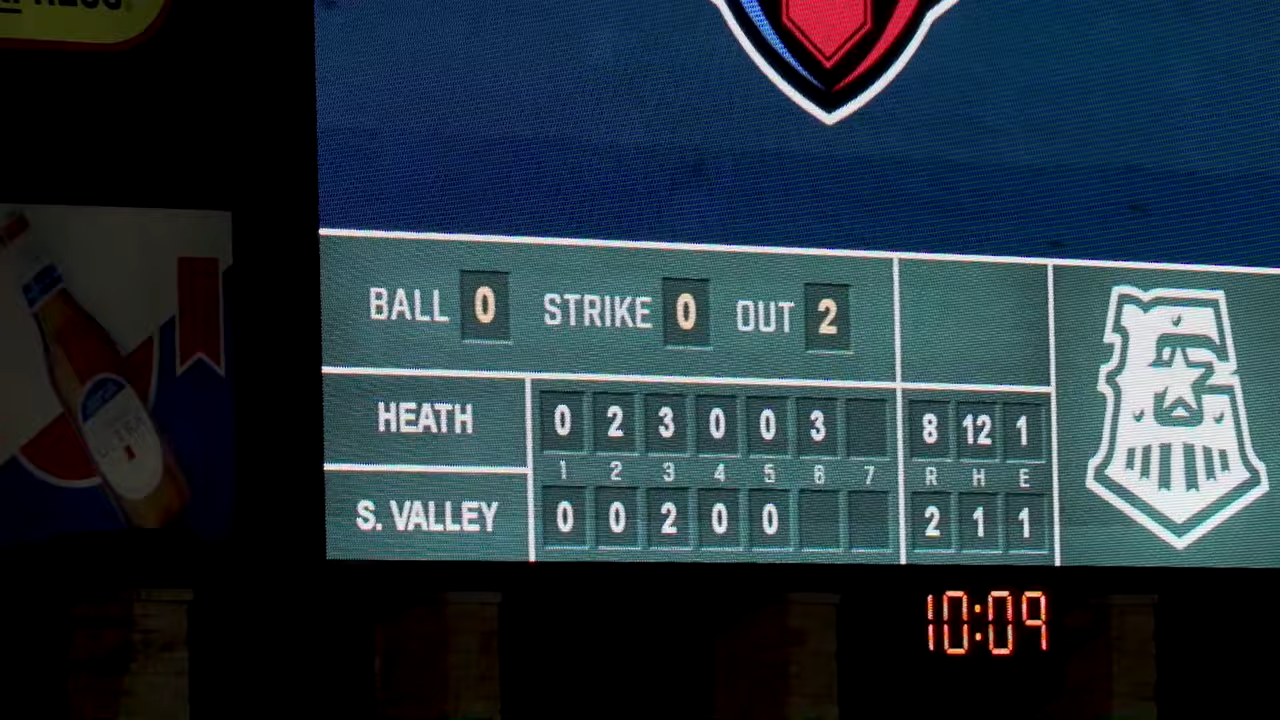 BALL 0 STRIKE 0 OUT 2
HEATH 0 2 3 0 0 3 8 12 1
1 2 3 4 5 6 7 R H E
S. VALLEY 0 0 2 0 0 2 1 1
10:09